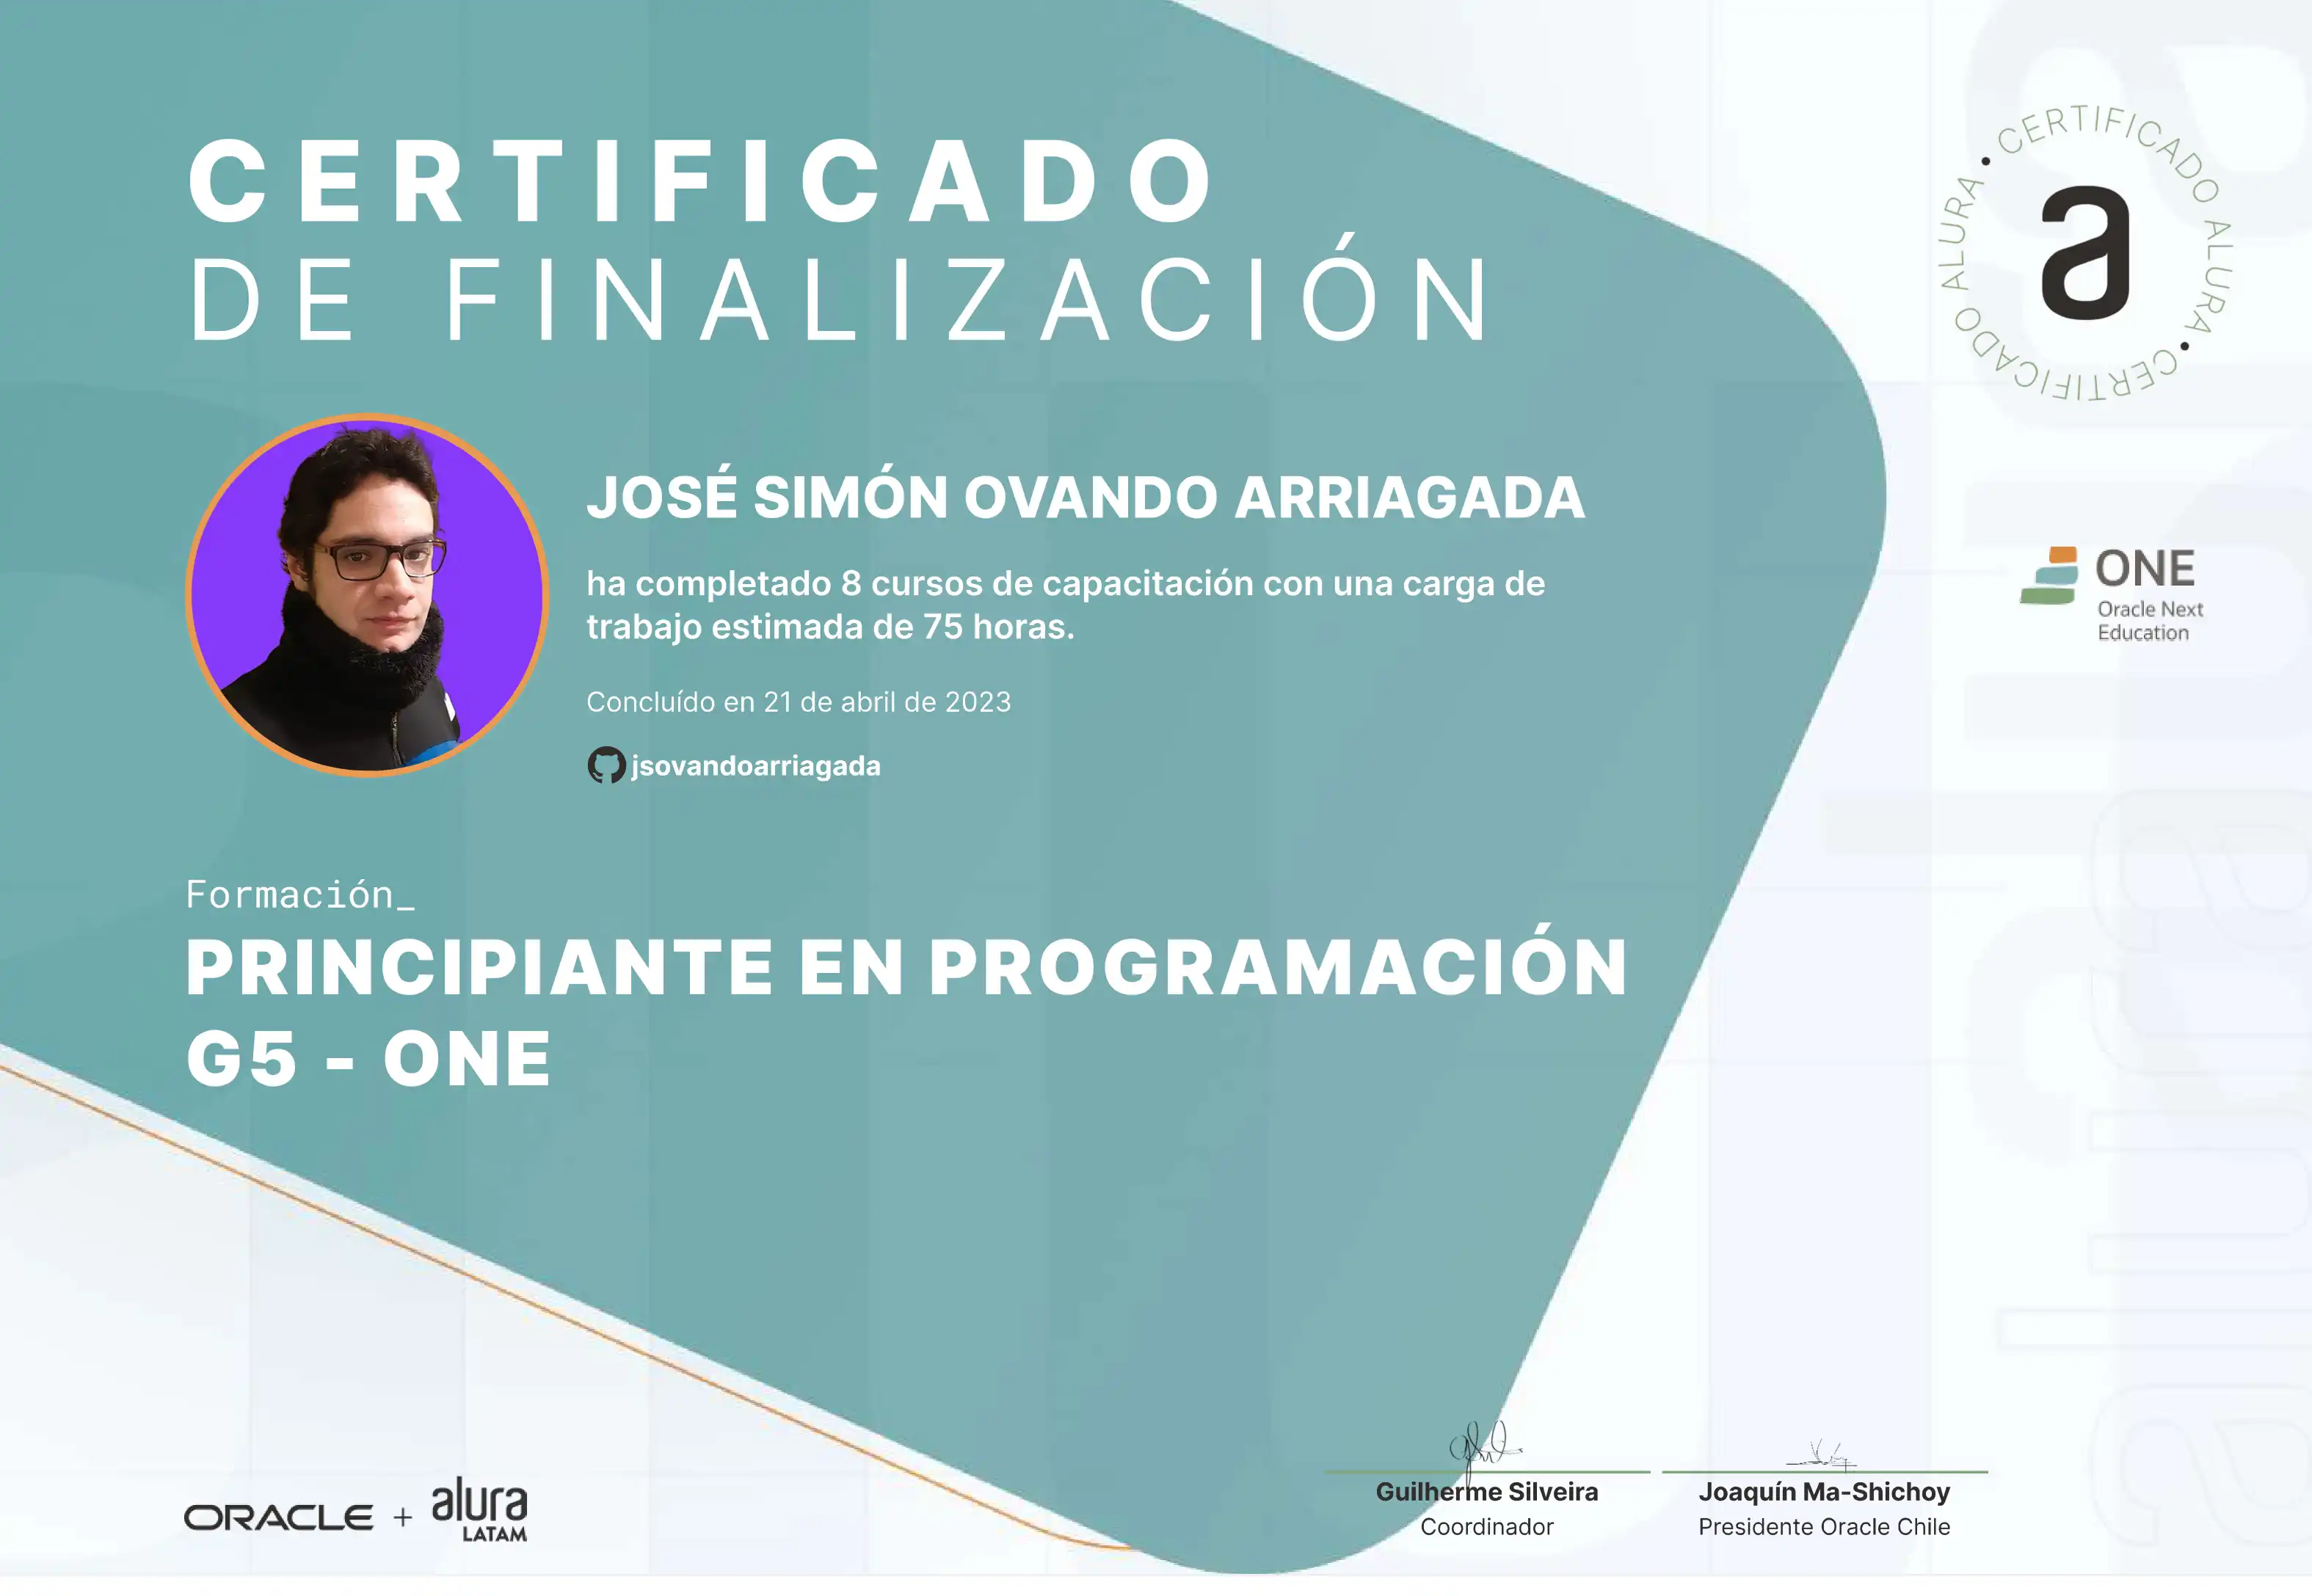 CERTIFICADO
DE FINALIZACIÓN
CERTIFICADO ALURA • CERTIFICADO ALURA •
a
JOSÉ SIMÓN OVANDO ARRIAGADA
ha completado 8 cursos de capacitación con una carga de
trabajo estimada de 75 horas.
Concluído en 21 de abril de 2023
jsovandoarriagada
ONE
Oracle Next
Education
Formación_
PRINCIPIANTE EN PROGRAMACIÓN
G5 - ONE
ORACLE + alura
LATAM
Guilherme Silveira
Coordinador
Joaquín Ma-Shichoy
Presidente Oracle Chile
alura